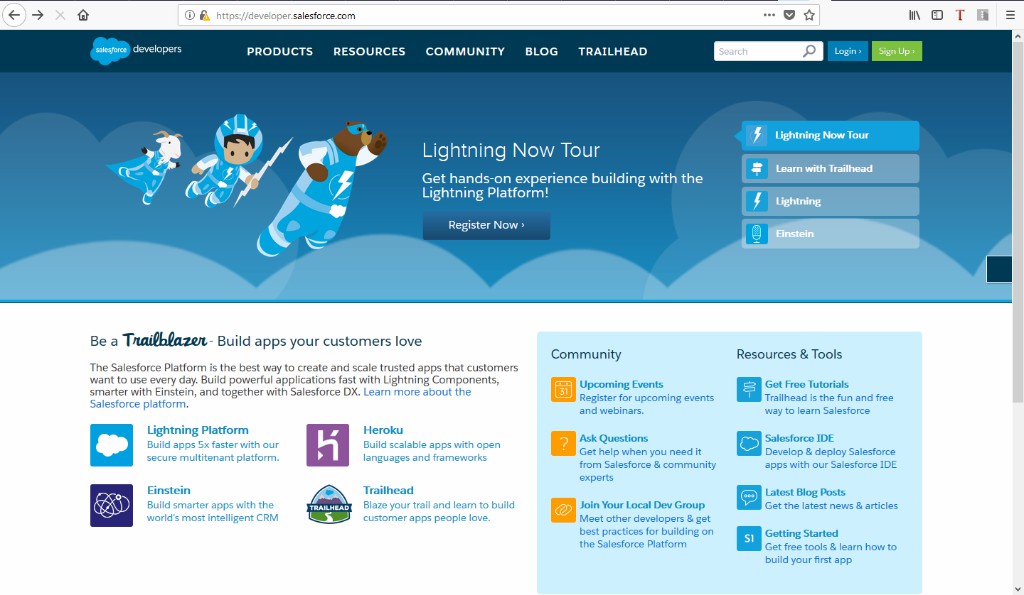 https://developer.salesforce.com
T
salesforce developers
PRODUCTS RESOURCES COMMUNITY BLOG TRAILHEAD
Search
Login ›
Sign Up ›
Lightning Now Tour
Get hands-on experience building with the
Lightning Platform!
Register Now ›
Lightning Now Tour
Learn with Trailhead
Lightning
Einstein
Be a Trailblazer - Build apps your customers love
The Salesforce Platform is the best way to create and scale trusted apps that customers
want to use every day. Build powerful applications fast with Lightning Components,
smarter with Einstein, and together with Salesforce DX. Learn more about the
Salesforce platform.
Lightning Platform
Build apps 5x faster with our
secure multitenant platform.
Heroku
Build scalable apps with open
languages and frameworks
Einstein
Build smarter apps with the
world's most intelligent CRM
TRAILHEAD
Trailhead
Blaze your trail and learn to build
customer apps people love.
Community
31
Upcoming Events
Register for upcoming events
and webinars.
?
Ask Questions
Get help when you need it
from Salesforce & community
experts
Join Your Local Dev Group
Meet other developers & get
best practices for building on
the Salesforce Platform
Resources & Tools
Get Free Tutorials
Trailhead is the fun and free
way to learn Salesforce
Salesforce IDE
Develop & deploy Salesforce
apps with our Salesforce IDE
Latest Blog Posts
Get the latest news & articles
S1
Getting Started
Get free tools & learn how to
build your first app